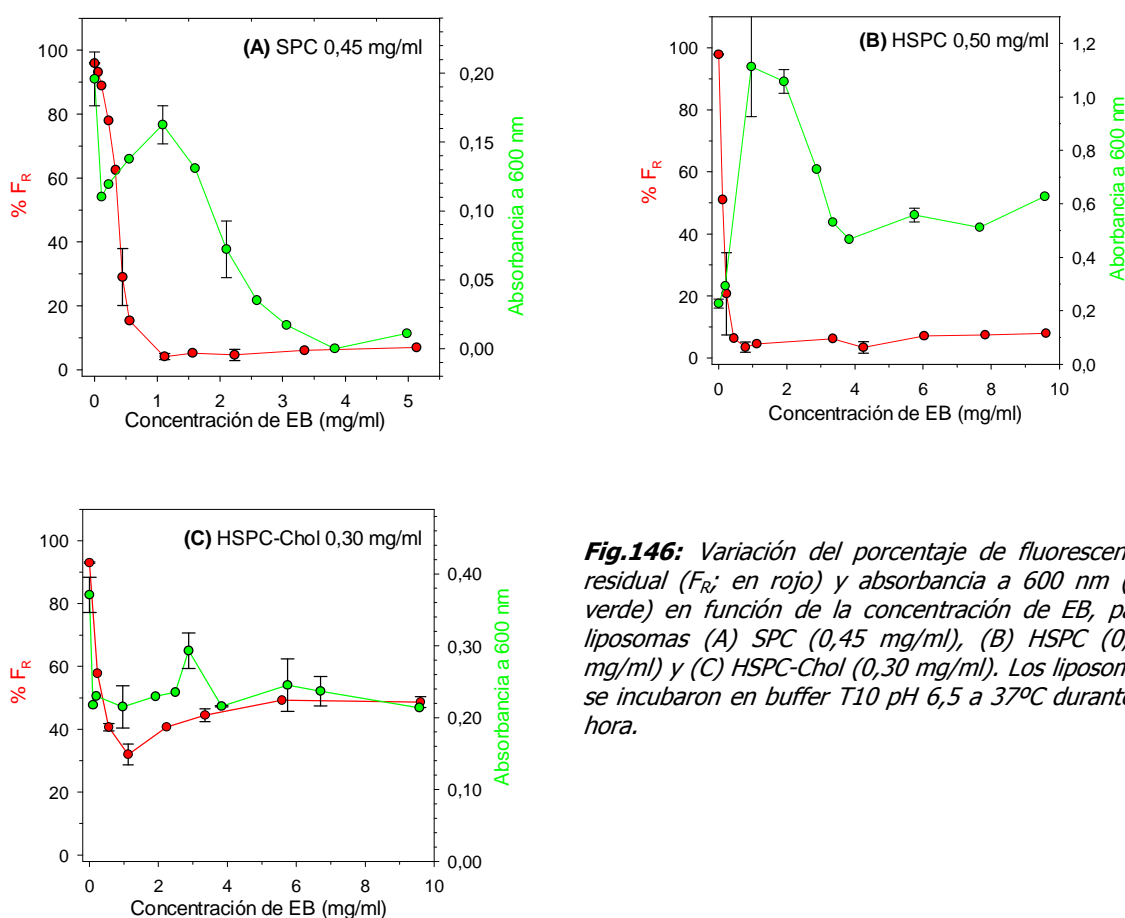 (A) SPC 0,45 mg/ml
100
80
60
40
20
0
% FR
0,20
0,15
0,10
0,05
0,00
Absorbancia a 600 nm
0 1 2 3 4 5
Concentración de EB (mg/ml)
(B) HSPC 0,50 mg/ml
100
80
60
40
20
0
% FR
1,2
1,0
0,8
0,6
0,4
0,2
0,0
Aborbancia a 600 nm
0 2 4 6 8 10
Concentración de EB (mg/ml)
(C) HSPC-Chol 0,30 mg/ml
100
80
60
40
20
0
% FR
0,40
0,30
0,20
0,10
0,00
Absorbancia a 600 nm
0 2 4 6 8 10
Concentración de EB (mg/ml)
Fig.146: Variación del porcentaje de fluorescen
residual (FR; en rojo) y absorbancia a 600 nm (
verde) en función de la concentración de EB, pa
liposomas (A) SPC (0,45 mg/ml), (B) HSPC (0,
mg/ml) y (C) HSPC-Chol (0,30 mg/ml). Los liposon
se incubaron en buffer T10 pH 6,5 a 37ºC durante
hora.